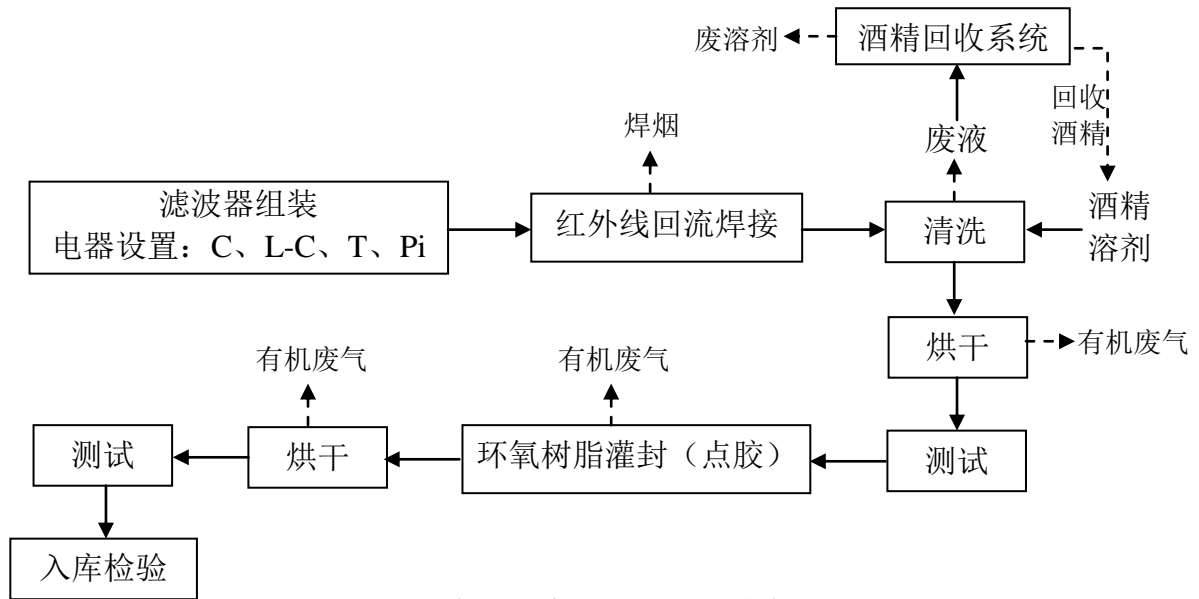 废溶剂
酒精回收系统
回收
酒精
焊烟
废液
滤波器组装
电器设置：C、L-C、T、Pi
红外线回流焊接
清洗
酒精
溶剂
烘干
有机废气
有机废气
有机废气
测试
烘干
环氧树脂灌封（点胶）
测试
入库检验